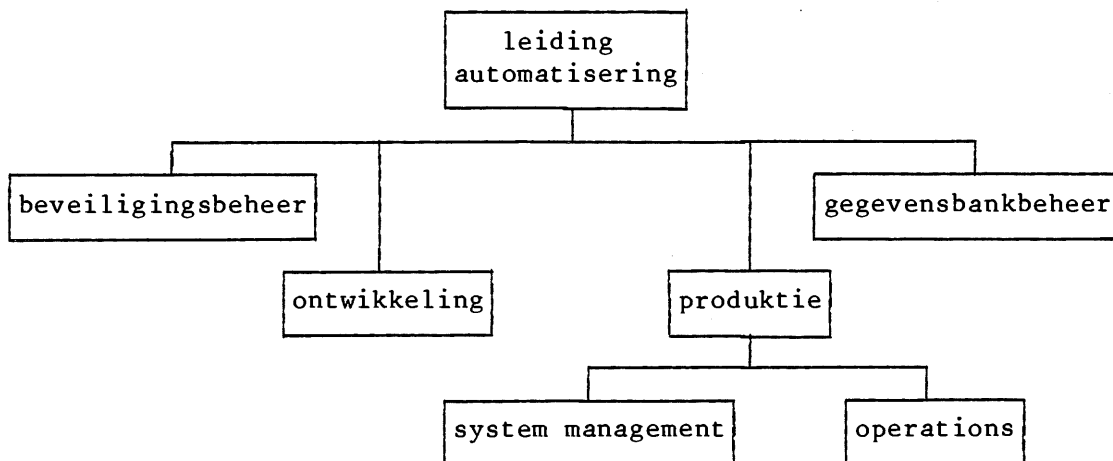 leiding
automatisering
beveiligingsbeheer
gegevensbankbeheer
ontwikkeling
produktie
system management
operations